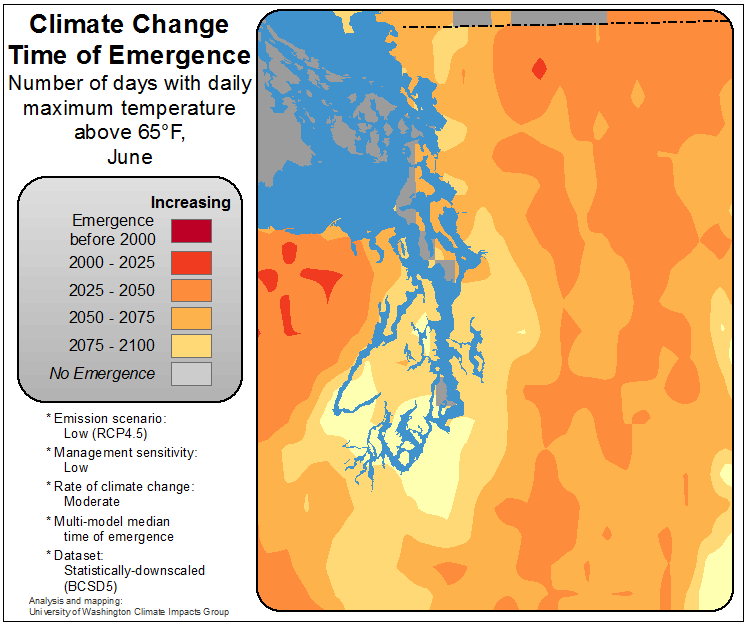 Climate Change
Time of Emergence
Number of days with daily
maximum temperature
above 65°F,
June
Increasing
Emergence
before 2000
2000 - 2025
2025 - 2050
2050 - 2075
2075 - 2100
No Emergence
* Emission scenario:
Low (RCP4.5)
* Management sensitivity:
Low
* Rate of climate change:
Moderate
* Multi-model median
time of emergence
* Dataset:
Statistically-downscaled
(BCSD5)
Analysis and mapping:
University of Washington Climate Impacts Group